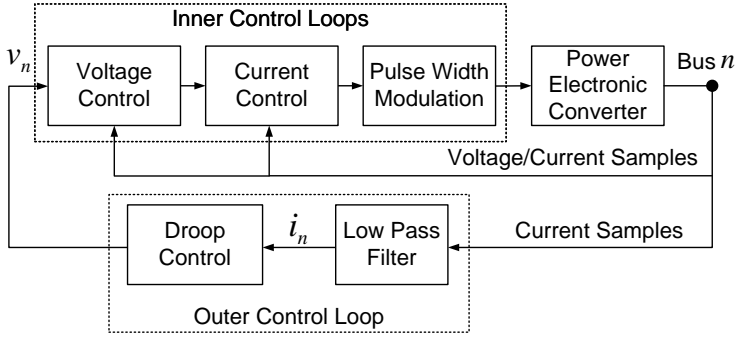 Inner Control Loops
v_n
Voltage
Control
Current
Control
Pulse Width
Modulation
Power
Electronic
Converter
Bus n
Voltage/Current Samples
Droop
Control
i_n
Low Pass
Filter
Current Samples
Outer Control Loop